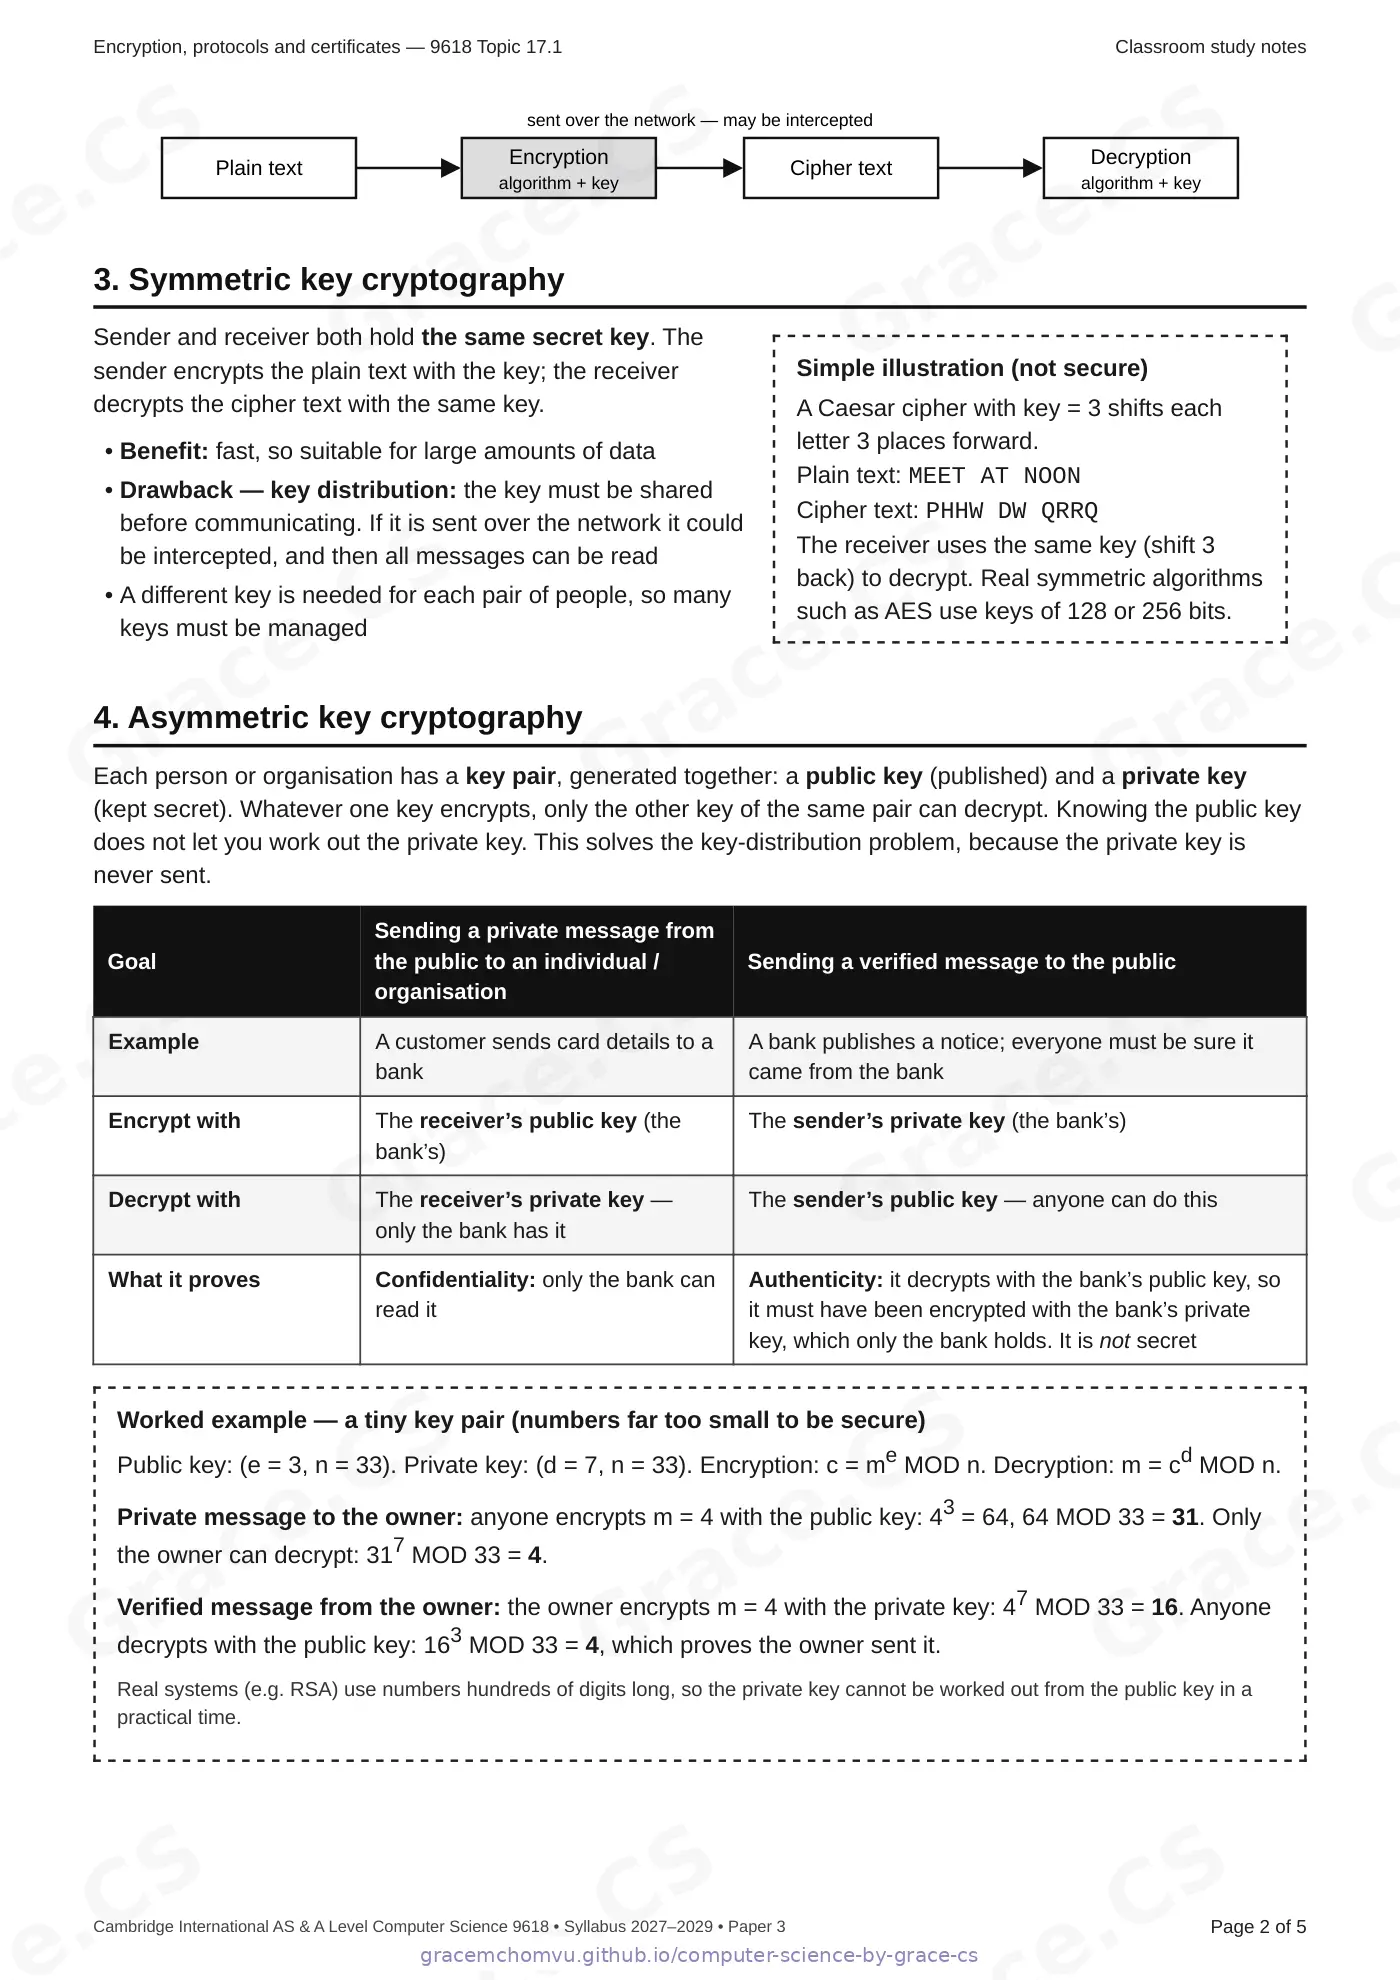 Encryption, protocols and certificates — 9618 Topic 17.1
Classroom study notes
sent over the network — may be intercepted
Plain text
Encryption
algorithm + key
Cipher text
Decryption
algorithm + key
3. Symmetric key cryptography
Sender and receiver both hold the same secret key. The
sender encrypts the plain text with the key; the receiver
decrypts the cipher text with the same key.
• Benefit: fast, so suitable for large amounts of data
• Drawback — key distribution: the key must be shared
before communicating. If it is sent over the network it could
be intercepted, and then all messages can be read
• A different key is needed for each pair of people, so many
keys must be managed
Simple illustration (not secure)
A Caesar cipher with key = 3 shifts each
letter 3 places forward.
Plain text: MEET AT NOON
Cipher text: PHHW DW QRRQ
The receiver uses the same key (shift 3
back) to decrypt. Real symmetric algorithms
such as AES use keys of 128 or 256 bits.
4. Asymmetric key cryptography
Each person or organisation has a key pair, generated together: a public key (published) and a private key
(kept secret). Whatever one key encrypts, only the other key of the same pair can decrypt. Knowing the public key
does not let you work out the private key. This solves the key-distribution problem, because the private key is
never sent.
Goal
Sending a private message from
the public to an individual /
organisation
Sending a verified message to the public
Example
A customer sends card details to a
bank
A bank publishes a notice; everyone must be sure it
came from the bank
Encrypt with
The receiver’s public key (the
bank’s)
The sender’s private key (the bank’s)
Decrypt with
The receiver’s private key —
only the bank has it
The sender’s public key — anyone can do this
What it proves
Confidentiality: only the bank can
read it
Authenticity: it decrypts with the bank’s public key, so
it must have been encrypted with the bank’s private
key, which only the bank holds. It is not secret
Worked example — a tiny key pair (numbers far too small to be secure)
Public key: (e = 3, n = 33). Private key: (d = 7, n = 33). Encryption: c = mᵉ MOD n. Decryption: m = cᵈ MOD n.
Private message to the owner: anyone encrypts m = 4 with the public key: 4³ = 64, 64 MOD 33 = 31. Only
the owner can decrypt: 31⁷ MOD 33 = 4.
Verified message from the owner: the owner encrypts m = 4 with the private key: 4⁷ MOD 33 = 16. Anyone
decrypts with the public key: 16³ MOD 33 = 4, which proves the owner sent it.
Real systems (e.g. RSA) use numbers hundreds of digits long, so the private key cannot be worked out from the public key in a
practical time.
Cambridge International AS & A Level Computer Science 9618 • Syllabus 2027–2029 • Paper 3
Page 2 of 5
gracemchomvu.github.io/computer-science-by-grace-cs
Grace.CS